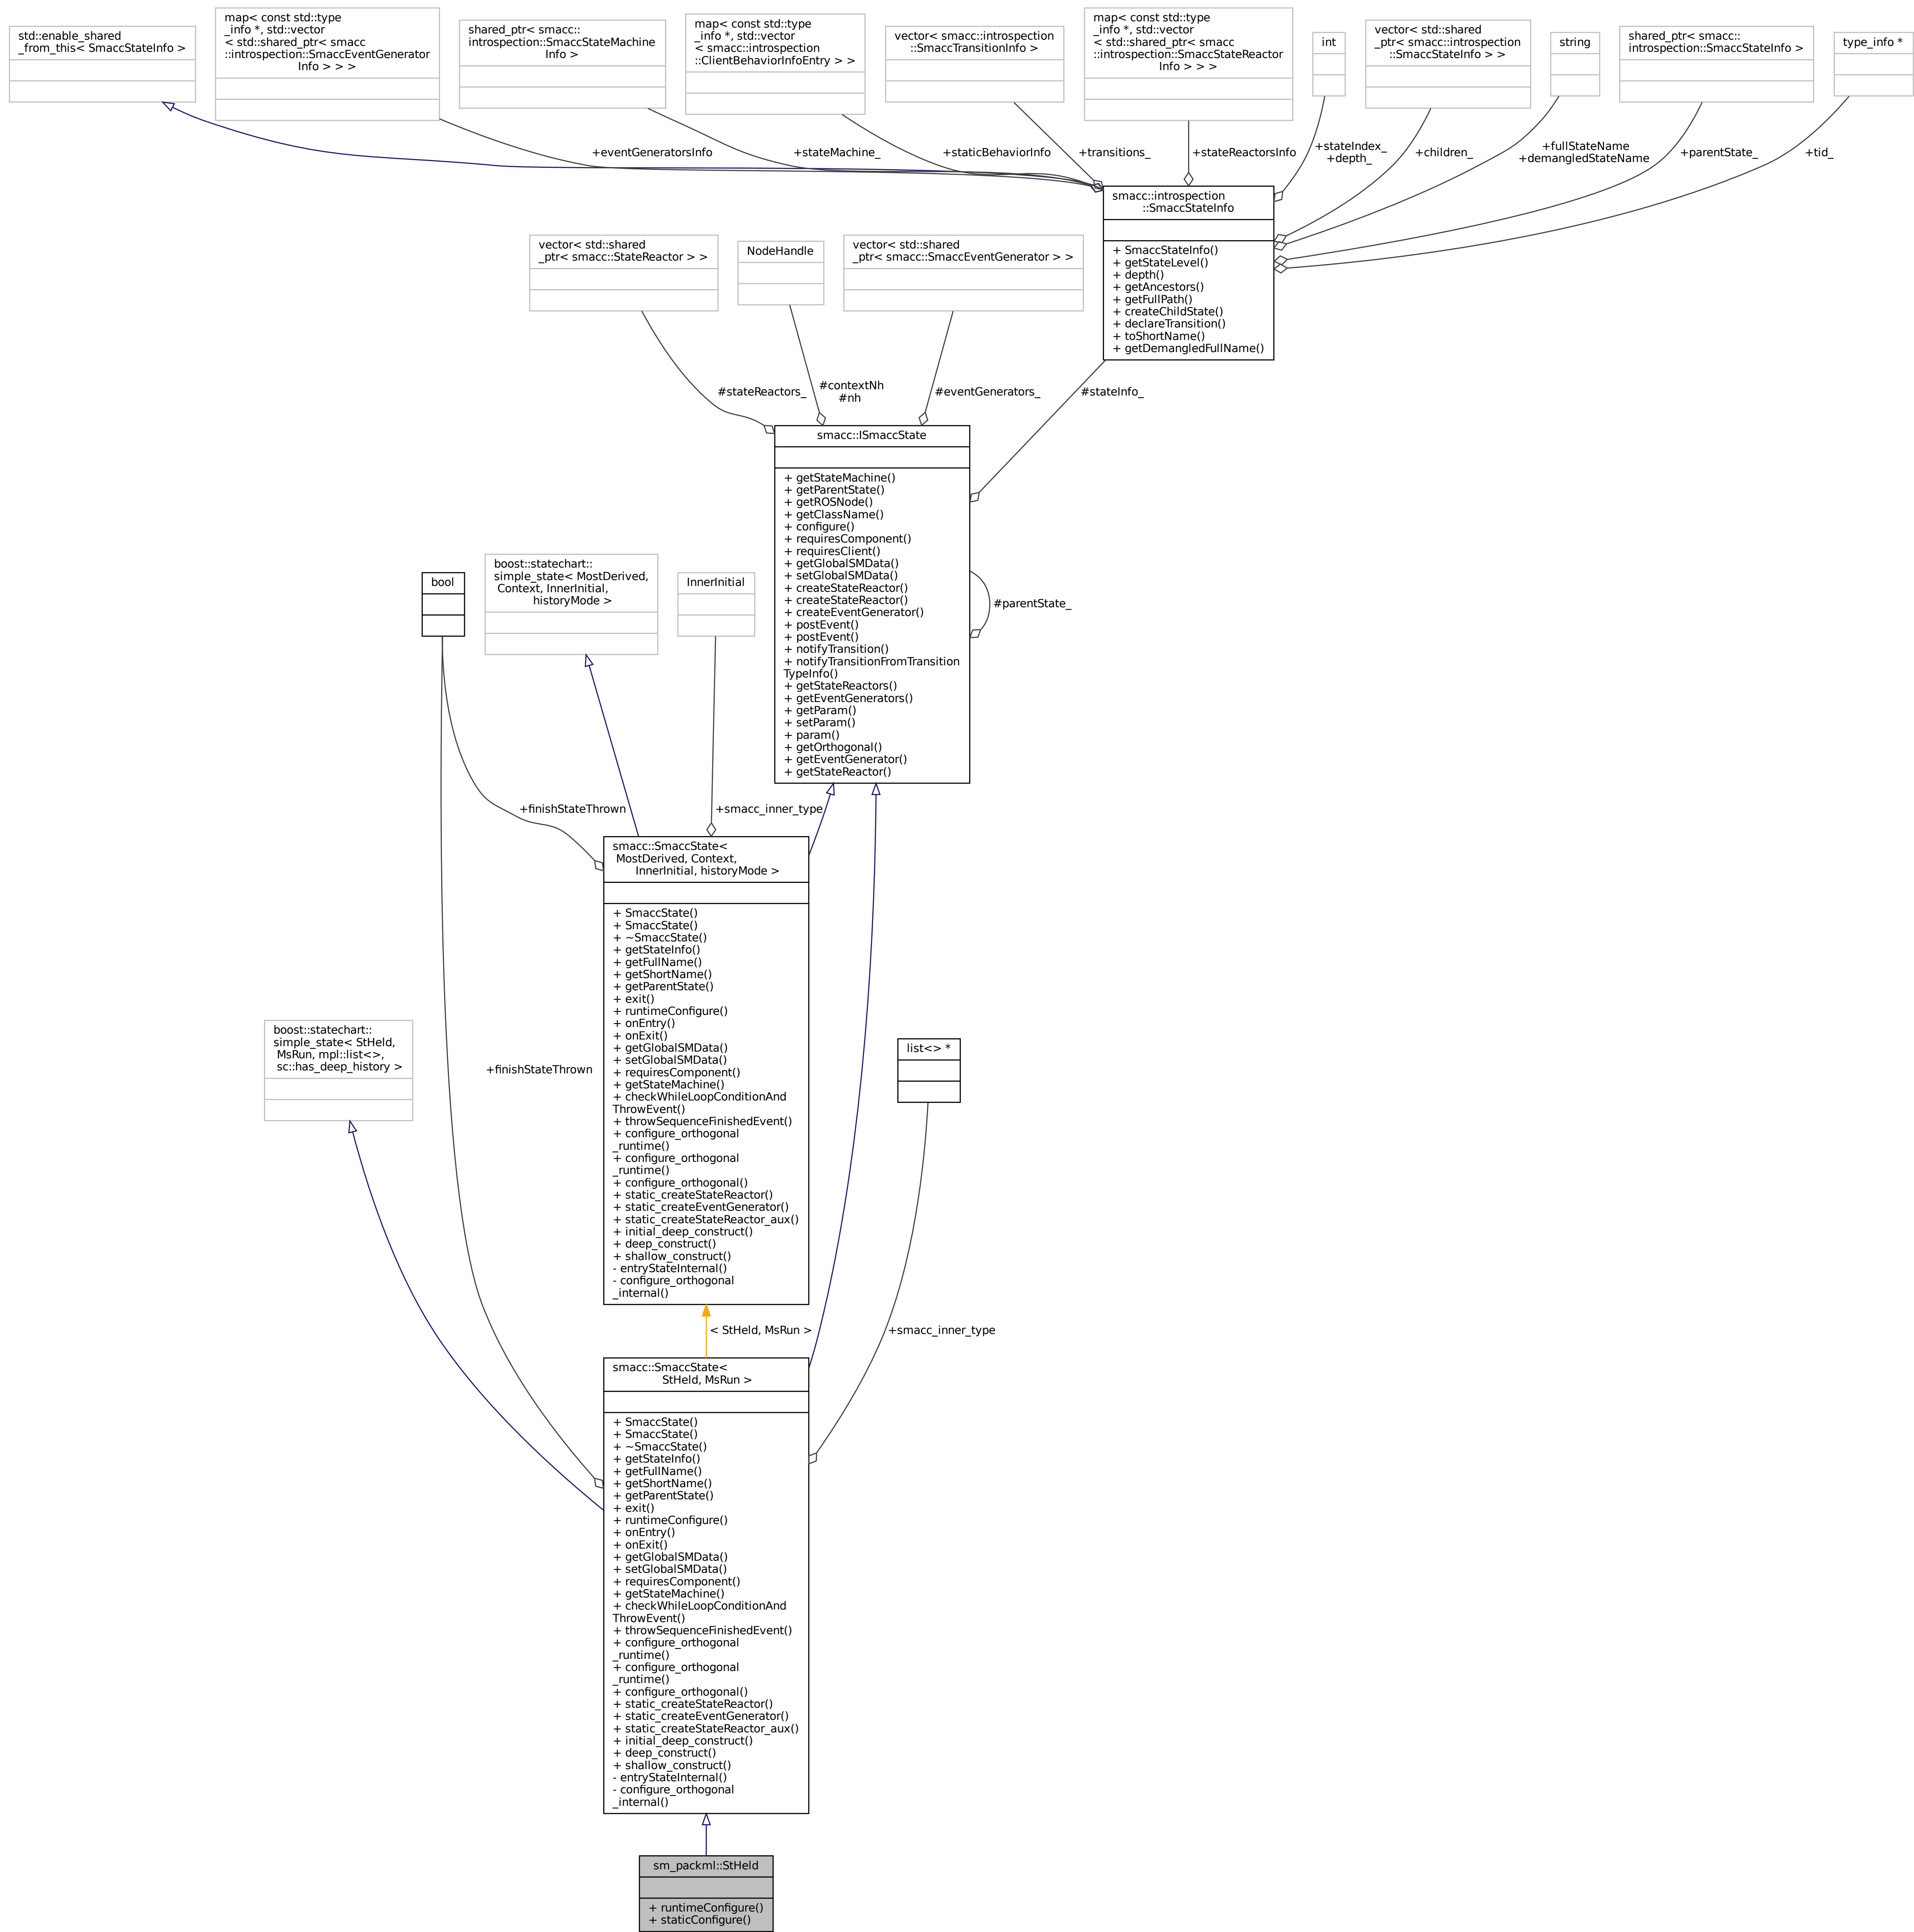 std::enable_shared
_from_this< SmaccStateInfo >
map< const std::type
_info *, std::vector
< std::shared_ptr< smacc
::introspection::SmaccEventGenerator
Info > > >
shared_ptr< smacc::
introspection::SmaccStateMachine
Info >
map< const std::type
_info *, std::vector
< smacc::introspection
::ClientBehaviorInfoEntry > >
vector< smacc::introspection
::SmaccTransitionInfo >
map< const std::type
_info *, std::vector
< std::shared_ptr< smacc
::introspection::SmaccStateReactor
Info > > >
int
vector< std::shared
_ptr< smacc::introspection
::SmaccStateInfo > >
string
shared_ptr< smacc::
introspection::SmaccStateInfo >
type_info *
+eventGeneratorsInfo
+stateMachine_
+staticBehaviorInfo
+transitions_
+stateReactorsInfo
+stateIndex_
+depth_
+children_
+fullStateName
+demangledStateName
+parentState_
+tid_
smacc::introspection
::SmaccStateInfo
+ SmaccStateInfo()
+ getStateLevel()
+ depth()
+ getAncestors()
+ getFullPath()
+ createChildState()
+ declareTransition()
+ toShortName()
+ getDemangledFullName()
vector< std::shared
_ptr< smacc::StateReactor > >
NodeHandle
vector< std::shared
_ptr< smacc::SmaccEventGenerator > >
#stateReactors_
#contextNh
#nh
#eventGenerators_
#stateInfo_
smacc::ISmaccState
+ getStateMachine()
+ getParentState()
+ getROSNode()
+ getClassName()
+ configure()
+ requiresComponent()
+ requiresClient()
+ getGlobalSMData()
+ setGlobalSMData()
+ createStateReactor()
+ createStateReactor()
+ createEventGenerator()
+ postEvent()
+ postEvent()
+ notifyTransition()
+ notifyTransitionFromTransition
TypeInfo()
+ getStateReactors()
+ getEventGenerators()
+ getParam()
+ setParam()
+ param()
+ getOrthogonal()
+ getEventGenerator()
+ getStateReactor()
#parentState_
bool
boost::statechart::
simple_state< MostDerived,
Context, InnerInitial,
historyMode >
InnerInitial
+finishStateThrown
+smacc_inner_type
smacc::SmaccState<
MostDerived, Context,
InnerInitial, historyMode >
+ SmaccState()
+ SmaccState()
+ ~SmaccState()
+ getStateInfo()
+ getFullName()
+ getShortName()
+ getParentState()
+ exit()
+ runtimeConfigure()
+ onEntry()
+ onExit()
+ getGlobalSMData()
+ setGlobalSMData()
+ requiresComponent()
+ getStateMachine()
+ checkWhileLoopConditionAnd
ThrowEvent()
+ throwSequenceFinishedEvent()
+ configure_orthogonal
_runtime()
+ configure_orthogonal
_runtime()
+ configure_orthogonal()
+ static_createStateReactor()
+ static_createEventGenerator()
+ static_createStateReactor_aux()
+ initial_deep_construct()
+ deep_construct()
+ shallow_construct()
- entryStateInternal()
- configure_orthogonal
_internal()
boost::statechart::
simple_state< StHeld,
MsRun, mpl::list<>,
sc::has_deep_history >
+finishStateThrown
list<> *
< StHeld, MsRun >
+smacc_inner_type
smacc::SmaccState<
StHeld, MsRun >
+ SmaccState()
+ SmaccState()
+ ~SmaccState()
+ getStateInfo()
+ getFullName()
+ getShortName()
+ getParentState()
+ exit()
+ runtimeConfigure()
+ onEntry()
+ onExit()
+ getGlobalSMData()
+ setGlobalSMData()
+ requiresComponent()
+ getStateMachine()
+ checkWhileLoopConditionAnd
ThrowEvent()
+ throwSequenceFinishedEvent()
+ configure_orthogonal
_runtime()
+ configure_orthogonal
_runtime()
+ configure_orthogonal()
+ static_createStateReactor()
+ static_createEventGenerator()
+ static_createStateReactor_aux()
+ initial_deep_construct()
+ deep_construct()
+ shallow_construct()
- entryStateInternal()
- configure_orthogonal
_internal()
sm_packml::StHeld
+ runtimeConfigure()
+ staticConfigure()